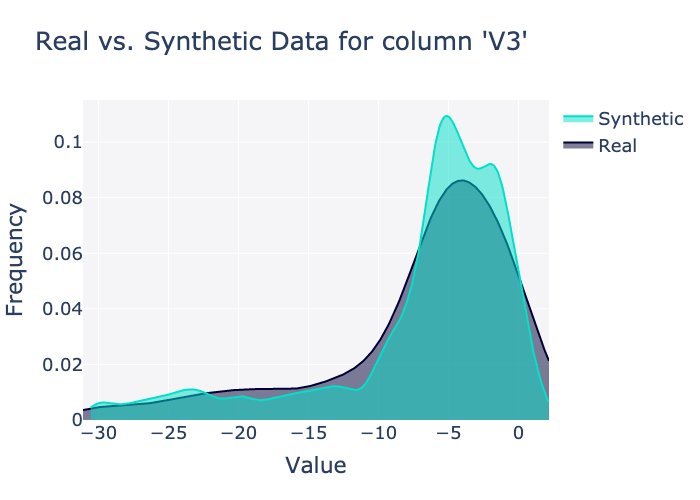 Real vs. Synthetic Data for column 'V3'
Synthetic
Real
Frequency
0.1
0.08
0.06
0.04
0.02
0
−30 −25 −20 −15 −10 −5 0
Value